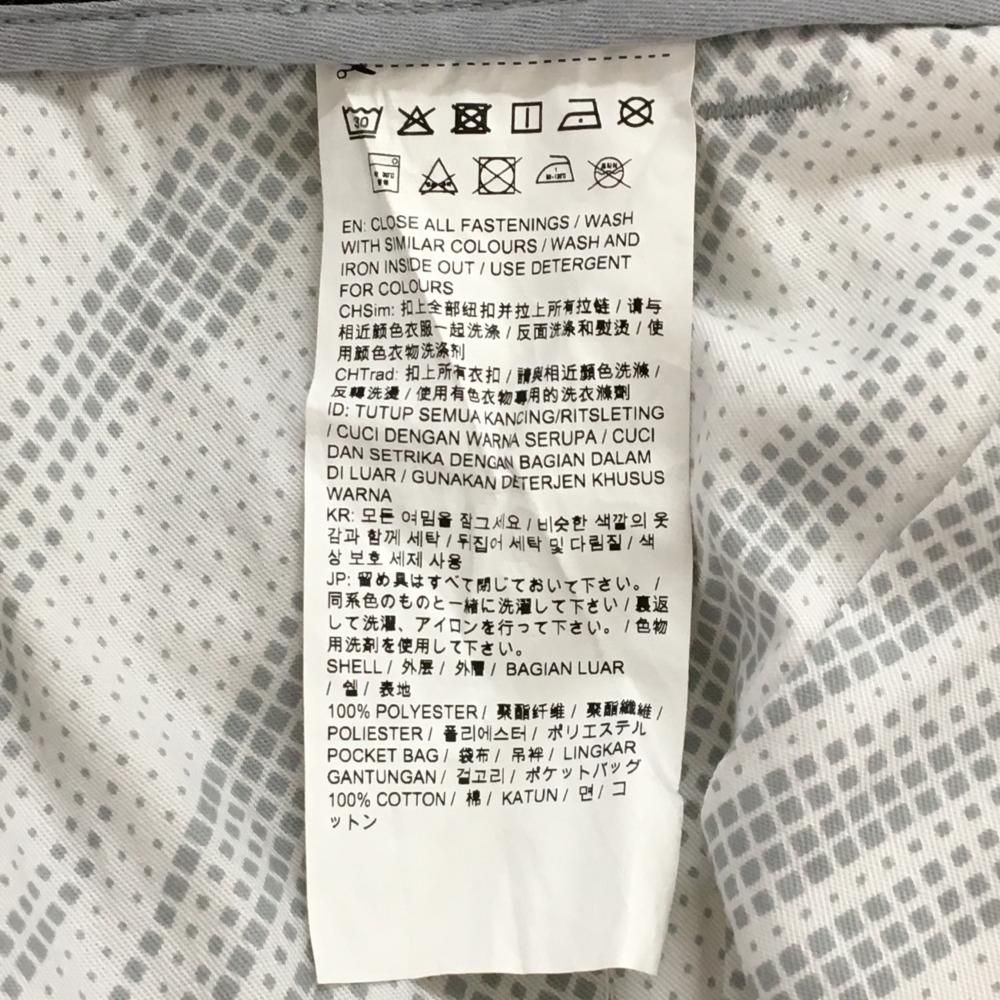 30
EN: CLOSE ALL FASTENINGS / WASH
WITH SIMILAR COLOURS / WASH AND
IRON INSIDE OUT / USE DETERGENT
FOR COLOURS
CHSim: 扣上全部纽扣并拉上所有拉链 / 请与
相近颜色衣服一起洗涤 / 反面洗涤和熨烫 / 使
用颜色衣物洗涤剂
CHTrad: 扣上所有衣扣 / 請與相近顏色洗滌 /
反轉洗燙 / 使用有色衣物專用的洗衣滌劑
ID: TUTUP SEMUA KANCING/RITSLETING
/ CUCI DENGAN WARNA SERUPA / CUCI
DAN SETRIKA DENGAN BAGIAN DALAM
DI LUAR / GUNAKAN DETERJEN KHUSUS
WARNA
KR: 모든 여밈을 잠그세요 / 비슷한 색깔의 옷
감과 함께 세탁 / 뒤집어 세탁 및 다림질 / 색
상 보호 세제 사용
JP: 留め具はすべて閉じておいて下さい。 /
同系色のものと一緒に洗濯して下さい / 裏返
して洗濯、アイロンを行って下さい。 / 色物
用洗剤を使用して下さい。
SHELL / 外层 / 外層 / BAGIAN LUAR
/ 쉘 / 表地
100% POLYESTER / 聚酯纤维 / 聚酯纖維 /
POLIESTER / 폴리에스터 / ポリエステル
POCKET BAG / 袋布 / 吊袢 / LINGKAR
GANTUNGAN / 걸고리 / ポケットバッグ
100% COTTON / 棉 / KATUN / 면 / コ
ットン